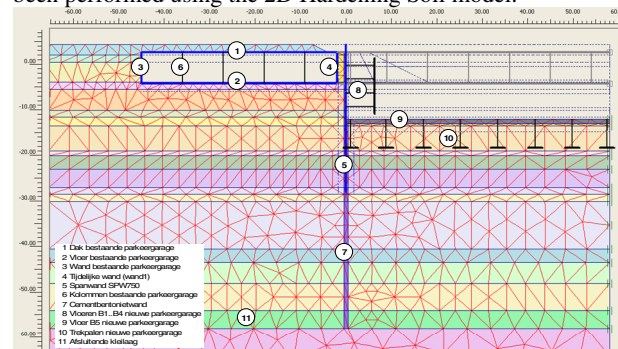 been performed using the 2D Hardening Soil model.
-60.00 -50.00 -40.00 -30.00 -20.00 -10.00 0.00 10.00 20.00 30.00 40.00 50.00
0.00
-10.00
-20.00
-30.00
-40.00
-50.00
-60.00
1
3 6 4
2
8
9
10
5
7
11
1 Dak bestaande parkeergarage
2 Vloer bestaande parkeergarage
3 Wand bestaande parkeergarage
4 Tijdelijke wand (wand1)
5 Spanwand SPW750
6 Kolommen bestaande parkeergarage
7 Cementbentonietwand
8 Vloeren B1..B4 nieuwe parkeergarage
9 Vloer B5 nieuwe parkeergarage
10 Trekpalen nieuwe parkeergarage
11 Afsluitende kleilaag